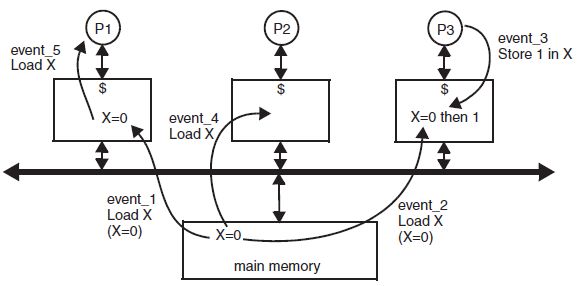 P1
P2
P3
event_5
Load X
event_3
Store 1 in X
$
$
$
X=0
event_4
Load X
X=0 then 1
event_1
Load X
(X=0)
event_2
Load X
(X=0)
X=0
main memory